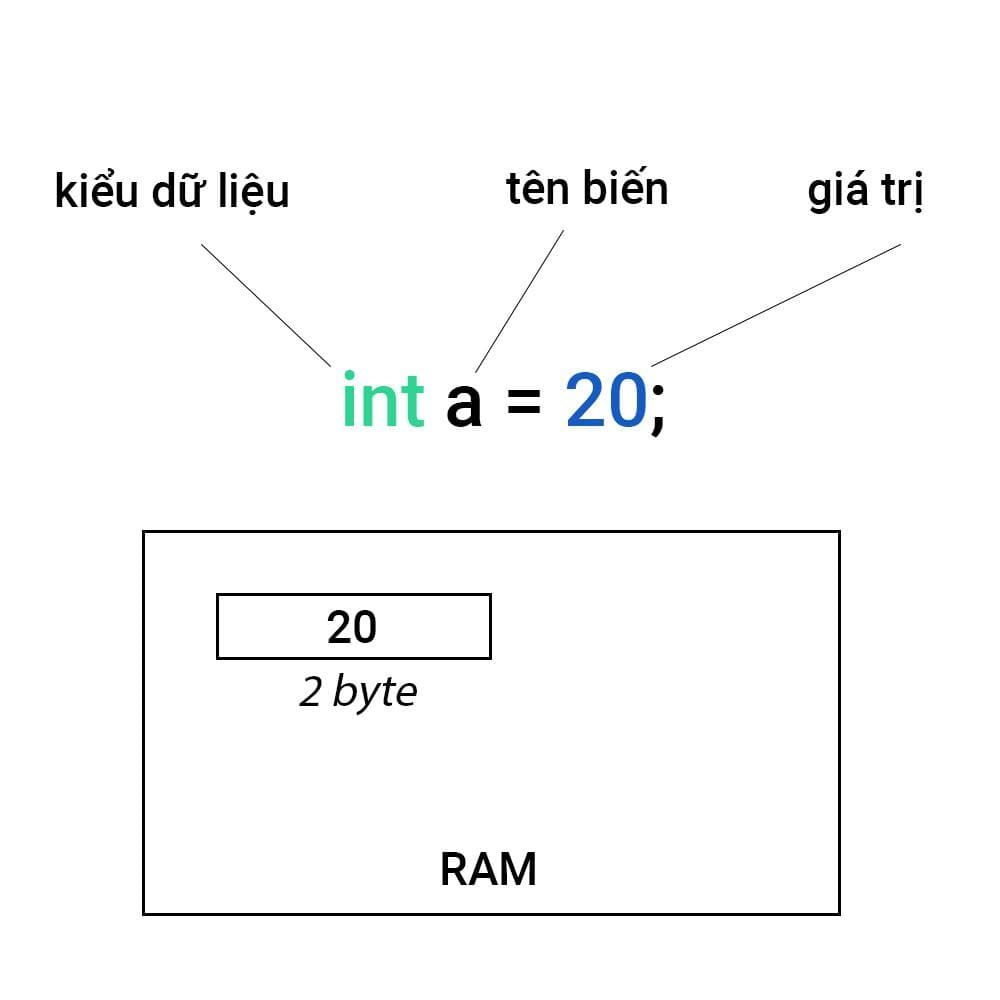 kiểu dữ liệu
tên biến
giá trị
int a = 20;
20
2 byte
RAM